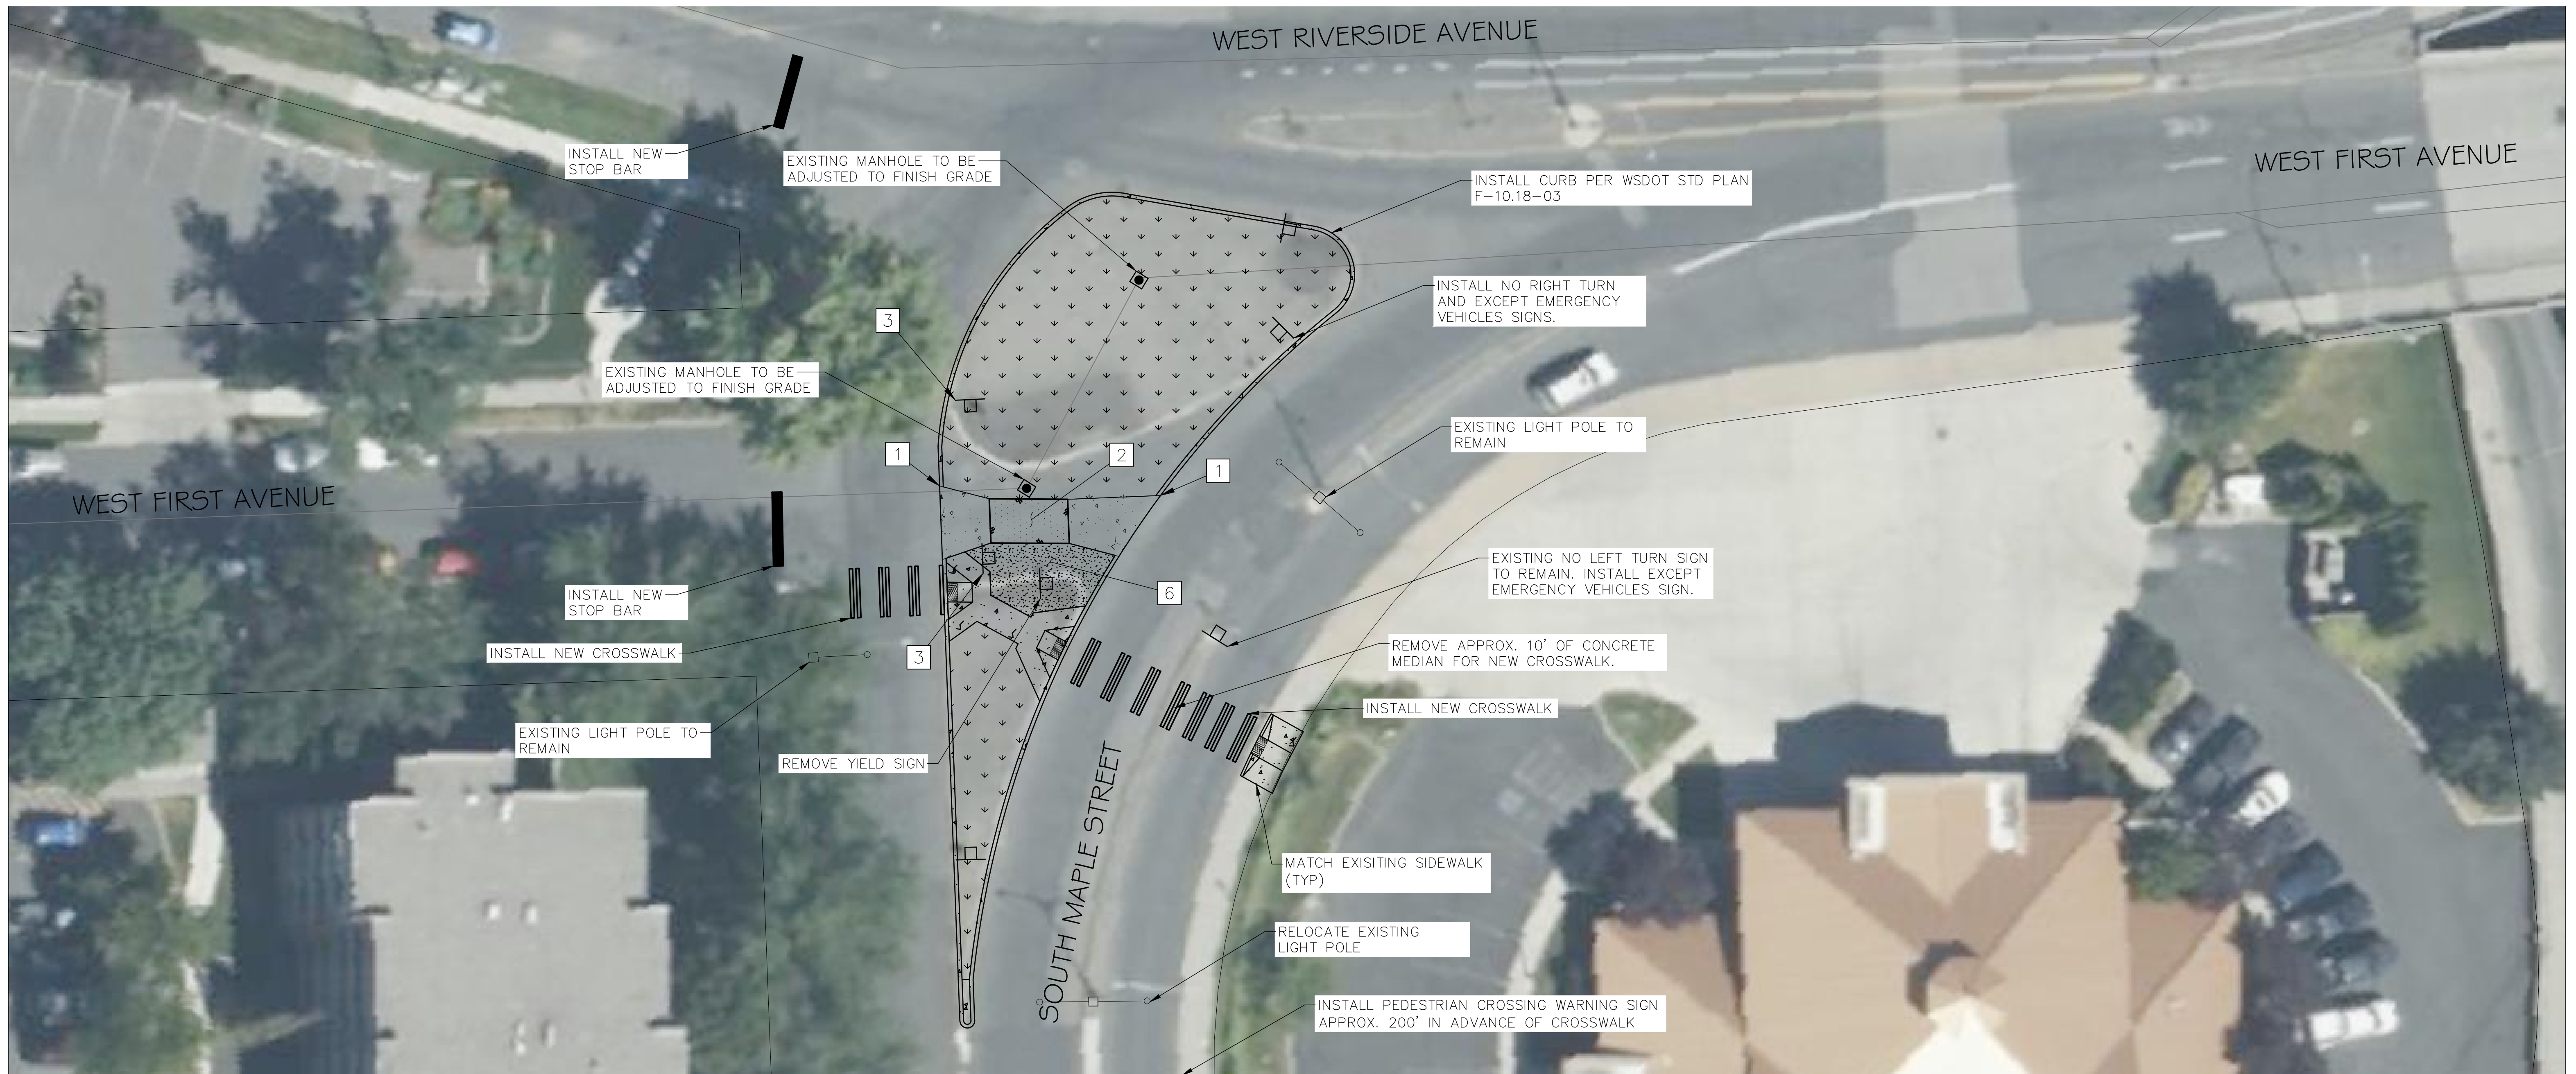 WEST RIVERSIDE AVENUE
INSTALL NEW
STOP BAR
EXISTING MANHOLE TO BE
ADJUSTED TO FINISH GRADE
WEST FIRST AVENUE
INSTALL CURB PER WSDOT STD PLAN
F-10.18-03
INSTALL NO RIGHT TURN
AND EXCEPT EMERGENCY
VEHICLES SIGNS.
3
EXISTING MANHOLE TO BE
ADJUSTED TO FINISH GRADE
EXISTING LIGHT POLE TO
REMAIN
1
2
1
WEST FIRST AVENUE
EXISTING NO LEFT TURN SIGN
TO REMAIN. INSTALL EXCEPT
EMERGENCY VEHICLES SIGN.
INSTALL NEW
STOP BAR
6
INSTALL NEW CROSSWALK
3
REMOVE APPROX. 10' OF CONCRETE
MEDIAN FOR NEW CROSSWALK.
INSTALL NEW CROSSWALK
EXISTING LIGHT POLE TO
REMAIN
REMOVE YIELD SIGN
SOUTH MAPLE STREET
MATCH EXISITING SIDEWALK
(TYP)
RELOCATE EXISTING
LIGHT POLE
INSTALL PEDESTRIAN CROSSING WARNING SIGN
APPROX. 200' IN ADVANCE OF CROSSWALK